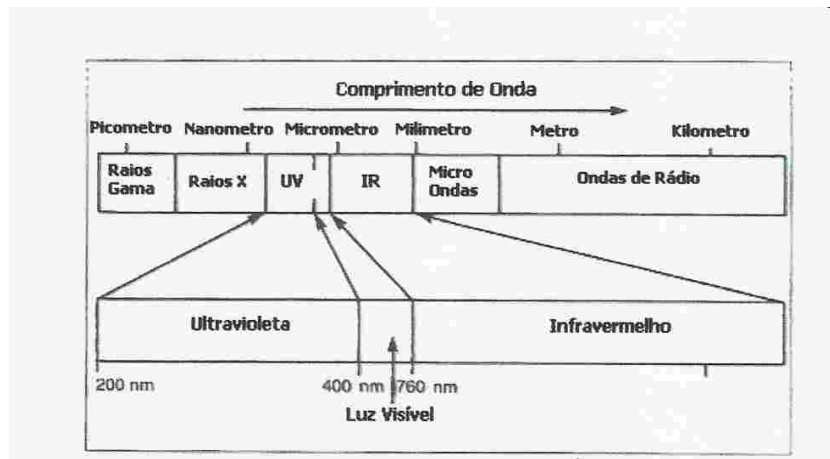 Comprimento de Onda
Picometro Nanometro Micrometro Milimetro Metro Kilometro
Raios Gama Raios X UV IR Micro Ondas Ondas de Rádio
Ultravioleta Infravermelho
200 nm 400 nm 760 nm
Luz Visível